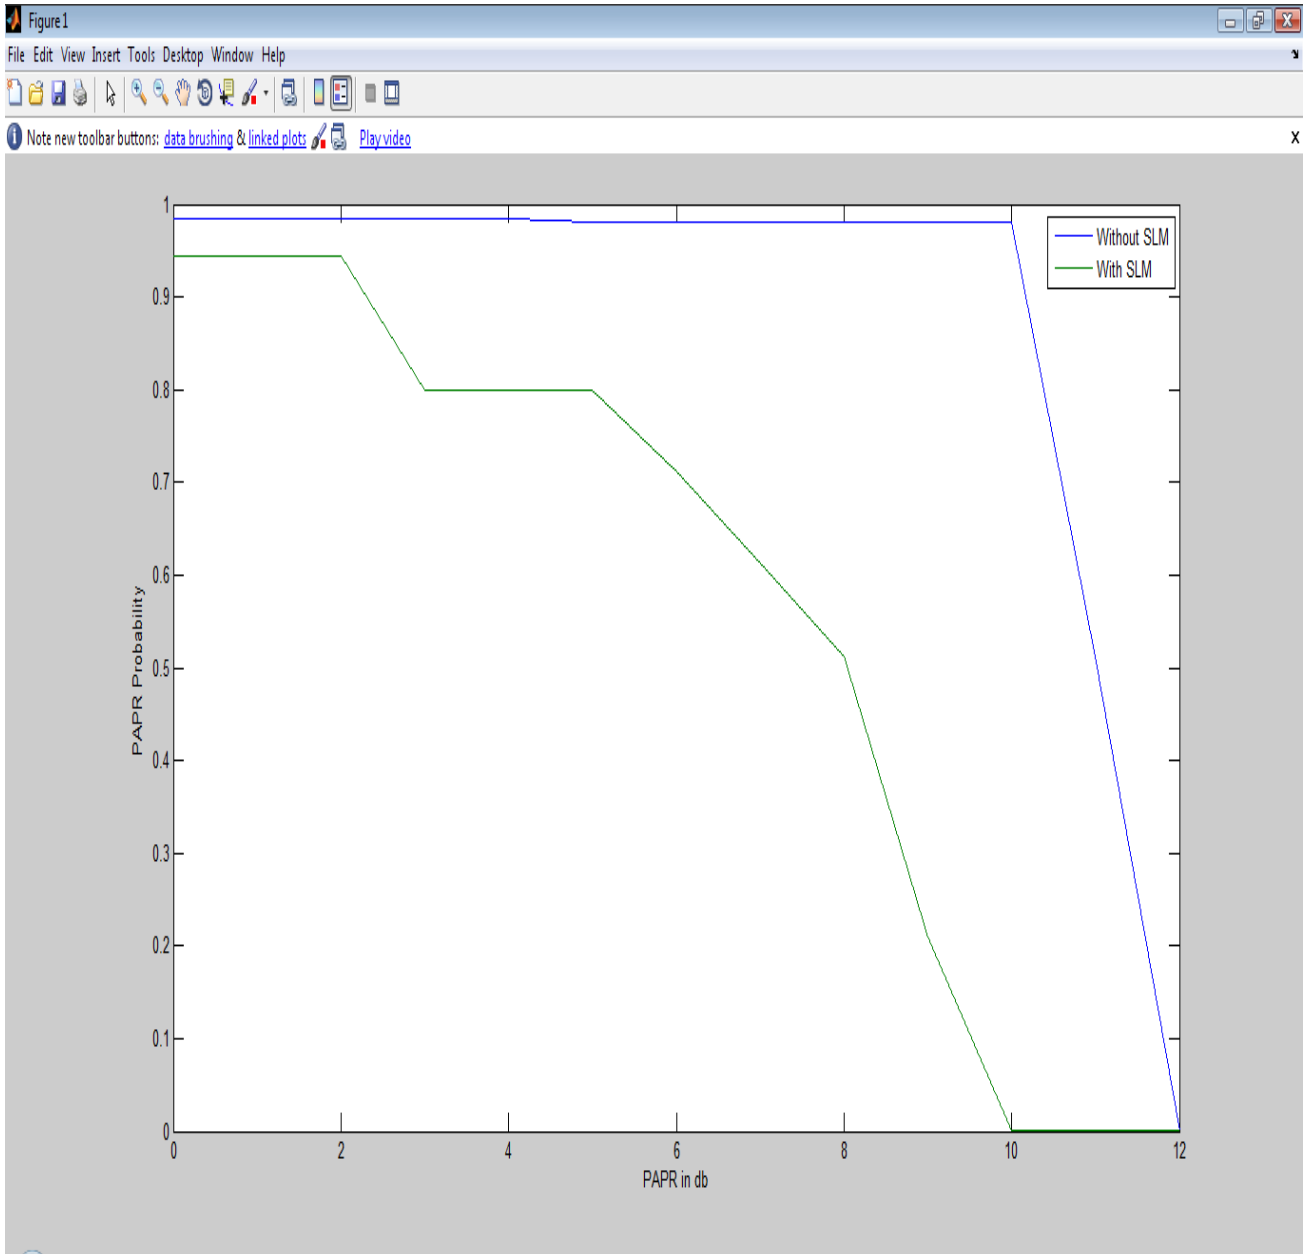 Figure 1
File Edit View Insert Tools Desktop Window Help
Note new toolbar buttons: data brushing & linked plots Play video
X
1
0.9
0.8
0.7
0.6
0.5
0.4
0.3
0.2
0.1
0
PAPR Probability
Without SLM
With SLM
0 2 4 6 8 10 12
PAPR in db